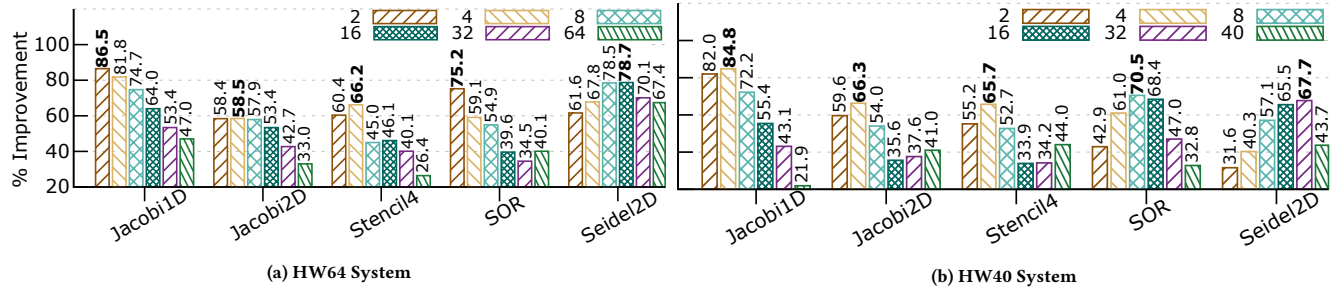 2 4 8
16 32 64
% Improvement
100
80
60
40
20
86.5 81.8 74.7 64.0 53.4 47.0
58.4 58.5 57.9 53.4 42.7 33.0
60.4 66.2 45.0 46.1 40.1 26.4
75.2 59.1 54.9 39.6 34.5 40.1
61.6 67.8 78.5 78.7 70.1 67.4
Jacobi1D Jacobi2D Stencil4 SOR Seidel2D
(a) HW64 System
2 4 8
16 32 40
82.0 84.8 72.2 55.4 43.1 21.9
59.6 66.3 54.0 35.6 37.6 41.0
55.2 65.7 52.7 33.9 34.2 44.0
42.9 61.0 70.5 68.4 47.0 32.8
31.6 40.3 57.1 65.5 67.7 43.7
Jacobi1D Jacobi2D Stencil4 SOR Seidel2D
(b) HW40 System